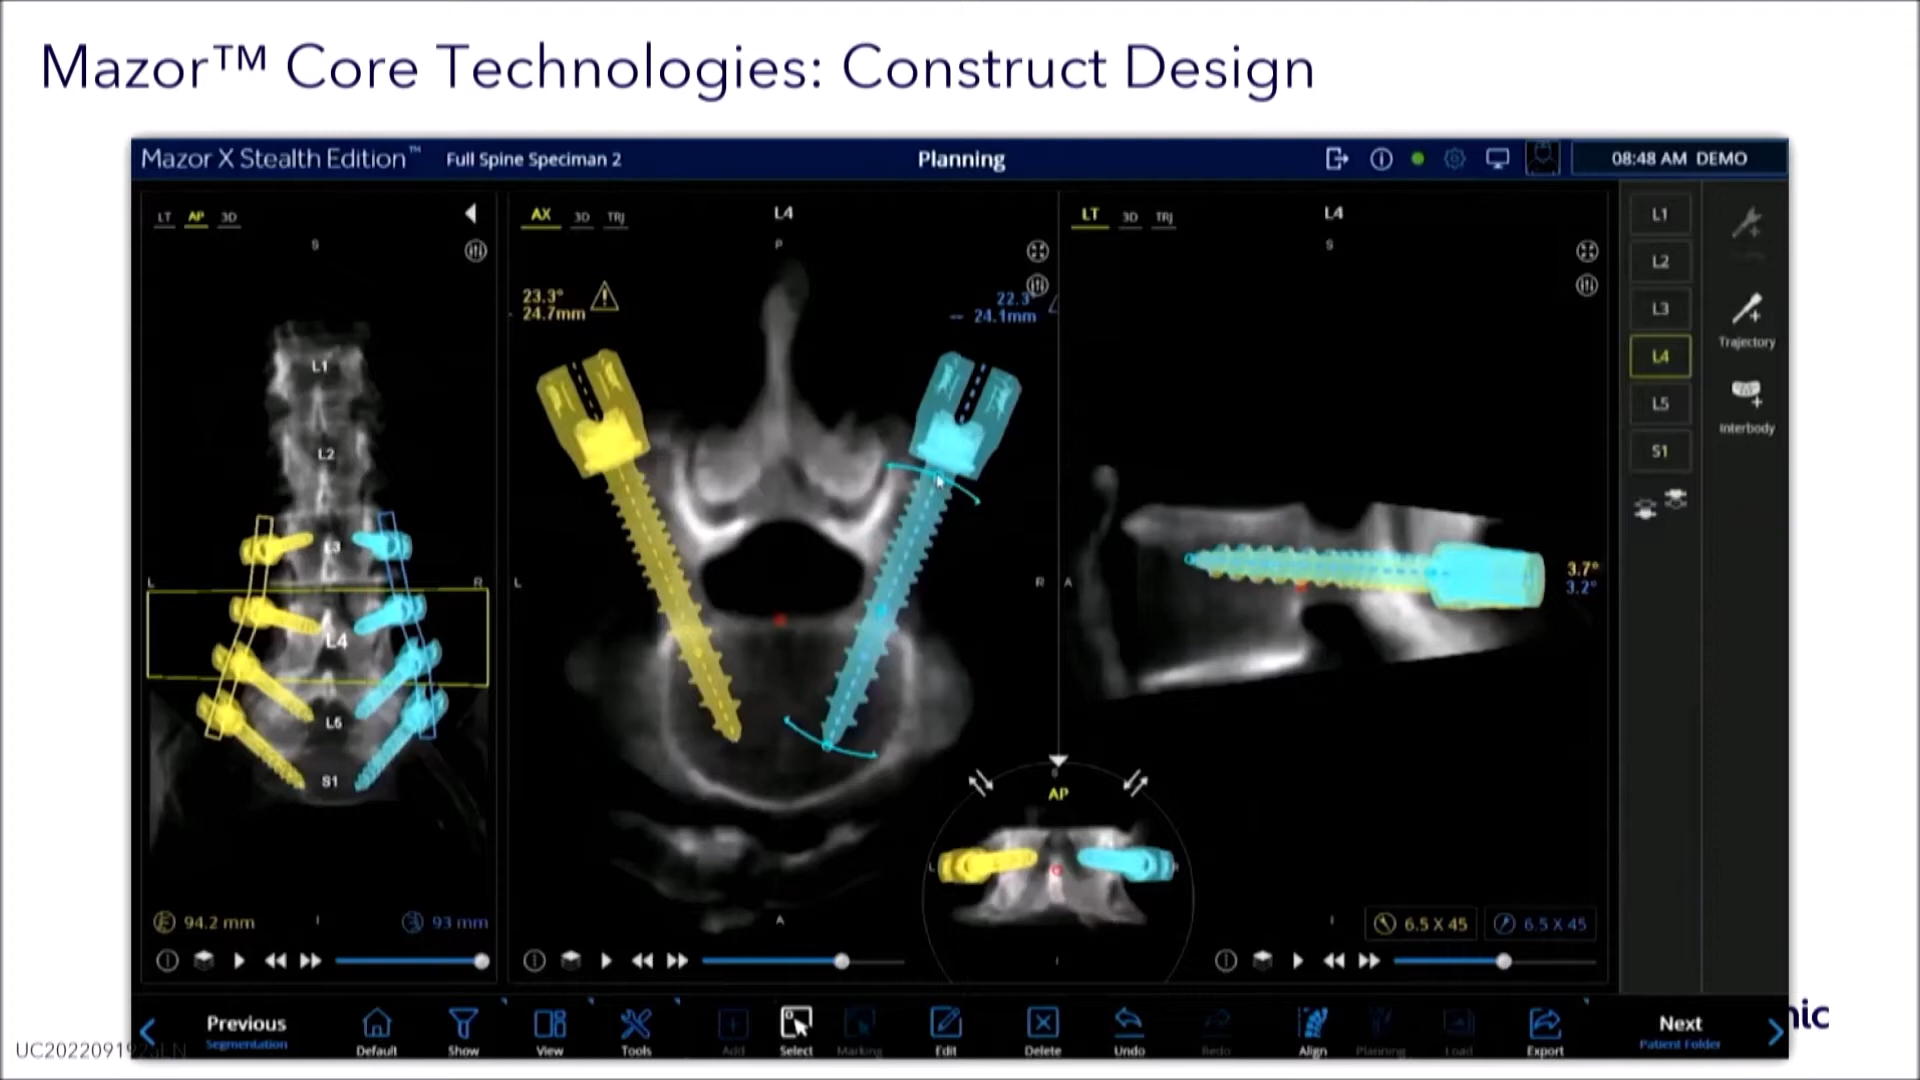 Mazor™ Core Technologies: Construct Design
Mazor X Stealth Edition™ Full Spine Speciman 2 Planning 08:48 AM DEMO
LT AP 3D
S
L1
L2
L3
L R
L4
L5
S1
94.2 mm I 93 mm
AX 3D TRJ L4
P
23.3°
24.7mm
22.3°
24.1mm
L R
A
LT 3D TRJ L4
S
A
3.7°
3.2°
AP
L R
I
I
6.5 X 45 6.5 X 45
L1
L2
L3
L4
L5
S1
Trajectory
Interbody
Previous
Segmentation
Default Show View Tools Add Select Marking Edit Delete Undo Redo Align Planning Load Export
Next
Patient Folder
nic